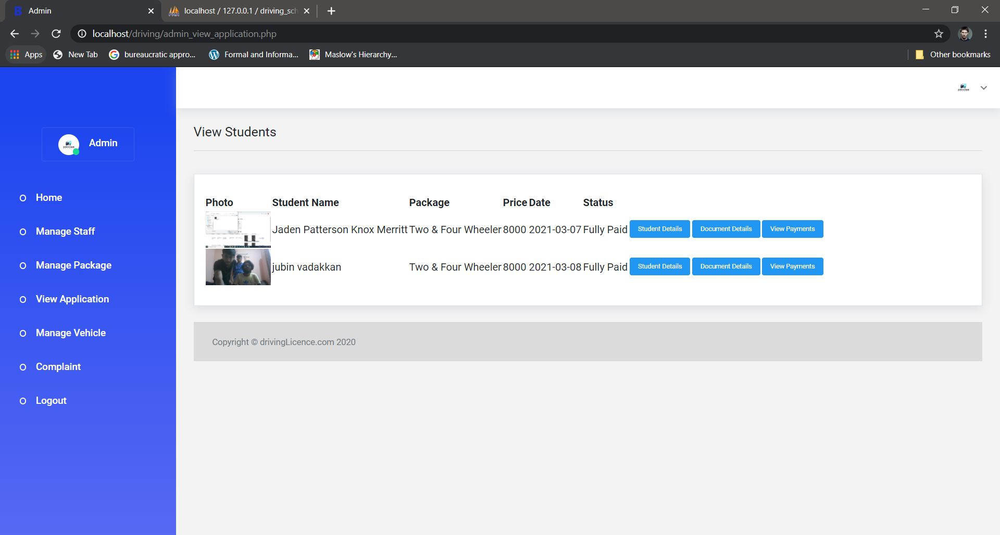 Admin
localhost / 127.0.0.1 / driving_sch
localhost/driving/admin_view_application.php
Apps New Tab bureaucratic appro... Formal and Informa... Maslow's Hierarchy... Other bookmarks
Admin
Home
Manage Staff
Manage Package
View Application
Manage Vehicle
Complaint
Logout
View Students
Photo Student Name Package Price Date Status
Jaden Patterson Knox Merritt Two & Four Wheeler 8000 2021-03-07 Fully Paid Student Details Document Details View Payments
jubin vadakkan Two & Four Wheeler 8000 2021-03-08 Fully Paid Student Details Document Details View Payments
Copyright © drivingLicence.com 2020